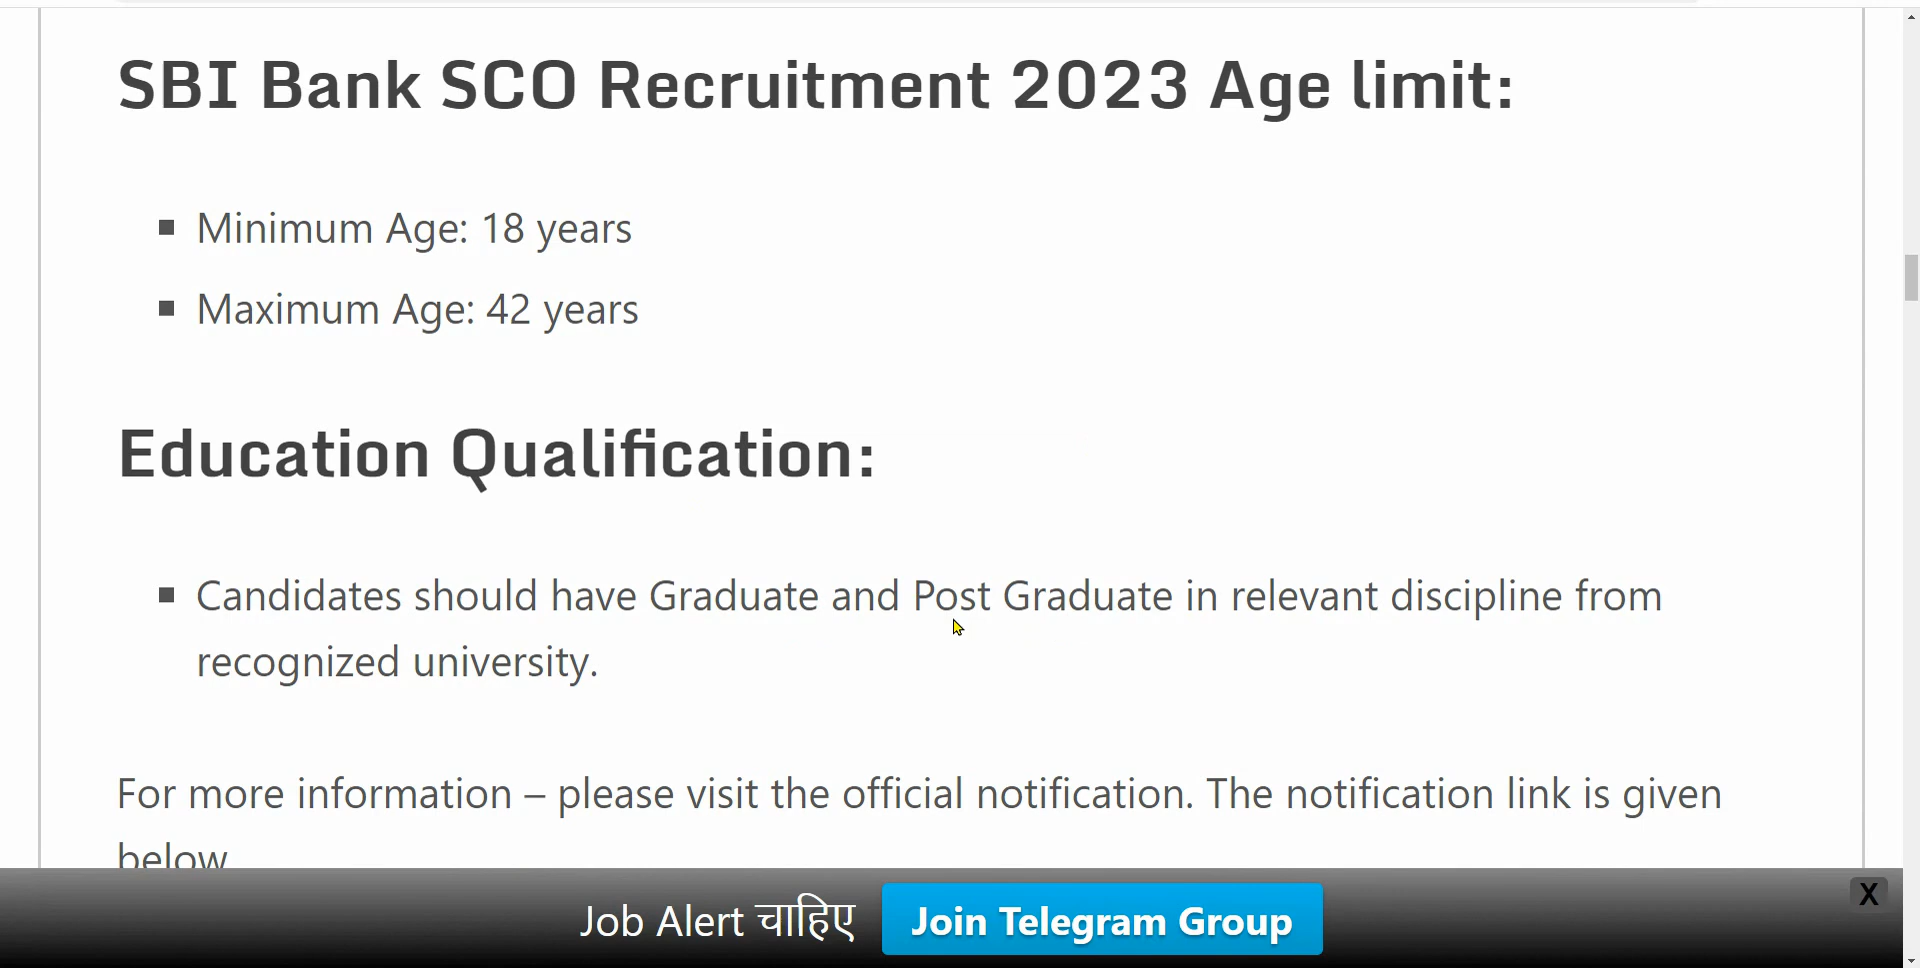 SBI Bank SCO Recruitment 2023 Age limit:
Minimum Age: 18 years
Maximum Age: 42 years
Education Qualification:
Candidates should have Graduate and Post Graduate in relevant discipline from
recognized university.
For more information – please visit the official notification. The notification link is given
below
Job Alert चाहिए
Join Telegram Group
X